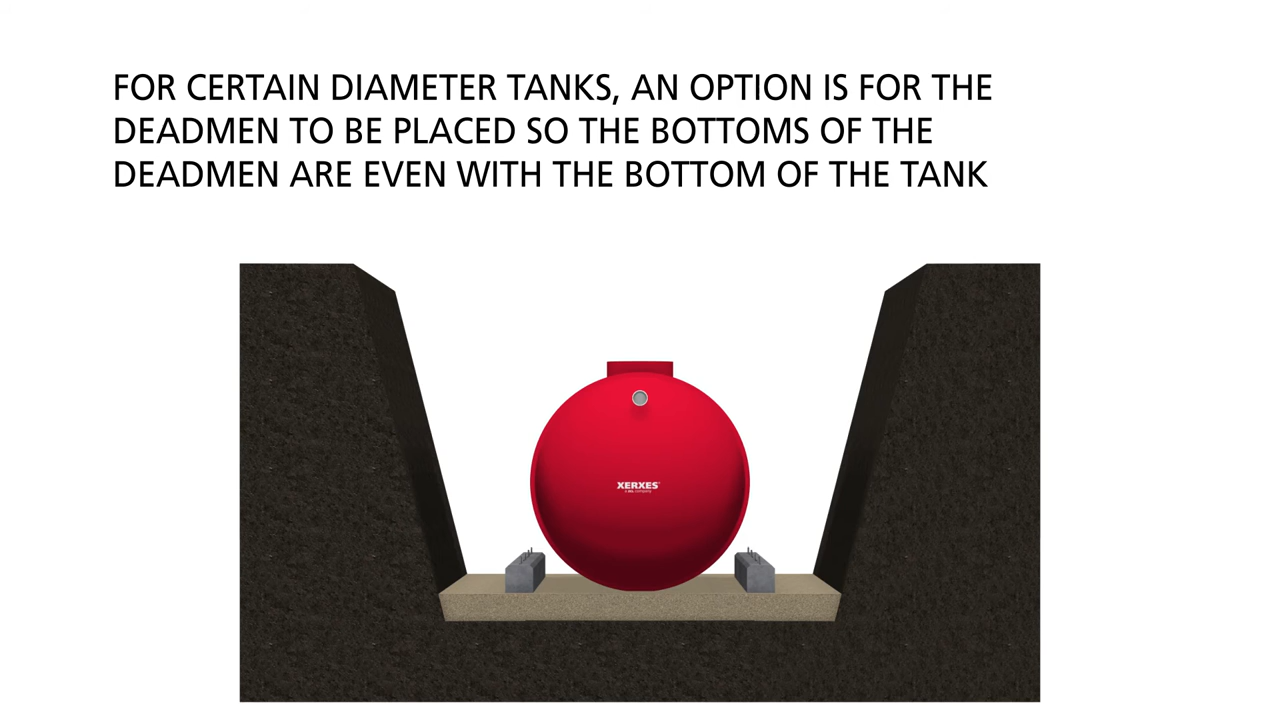 FOR CERTAIN DIAMETER TANKS, AN OPTION IS FOR THE
DEADMEN TO BE PLACED SO THE BOTTOMS OF THE
DEADMEN ARE EVEN WITH THE BOTTOM OF THE TANK
XERXES